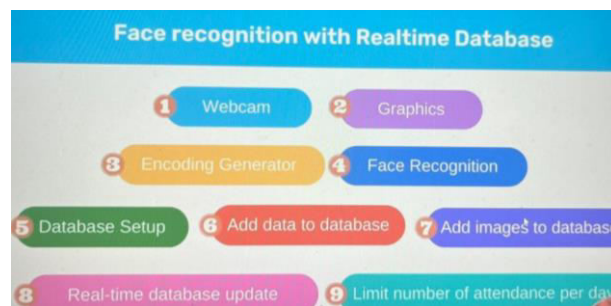 Face recognition with Realtime Database
1 Webcam 2 Graphics
3 Encoding Generator 4 Face Recognition
5 Database Setup 6 Add data to database 7 Add images to databas
8 Real-time database update 9 Limit number of attendance per day